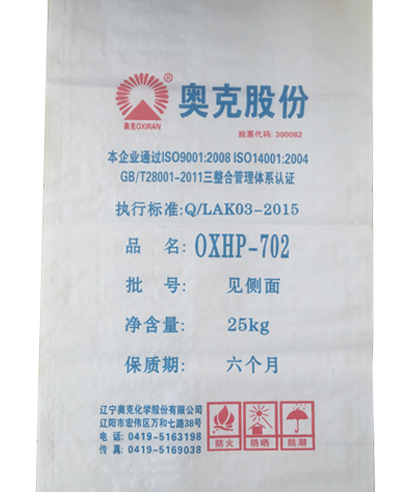 奥克OXIRAN
®
奥克股份
股票代码: 300082
本企业通过ISO9001:2008 ISO14001:2004
GB/T28001-2011三整合管理体系认证
执行标准:Q/LAK03-2015
品 名: OXHP-702
批 号: 见侧面
净含量: 25kg
保质期: 六个月
辽宁奥克化学股份有限公司
辽阳市宏伟区万和七路38号
电 话: 0419-5163198
传 真: 0419-5169038
防火
防晒
防潮